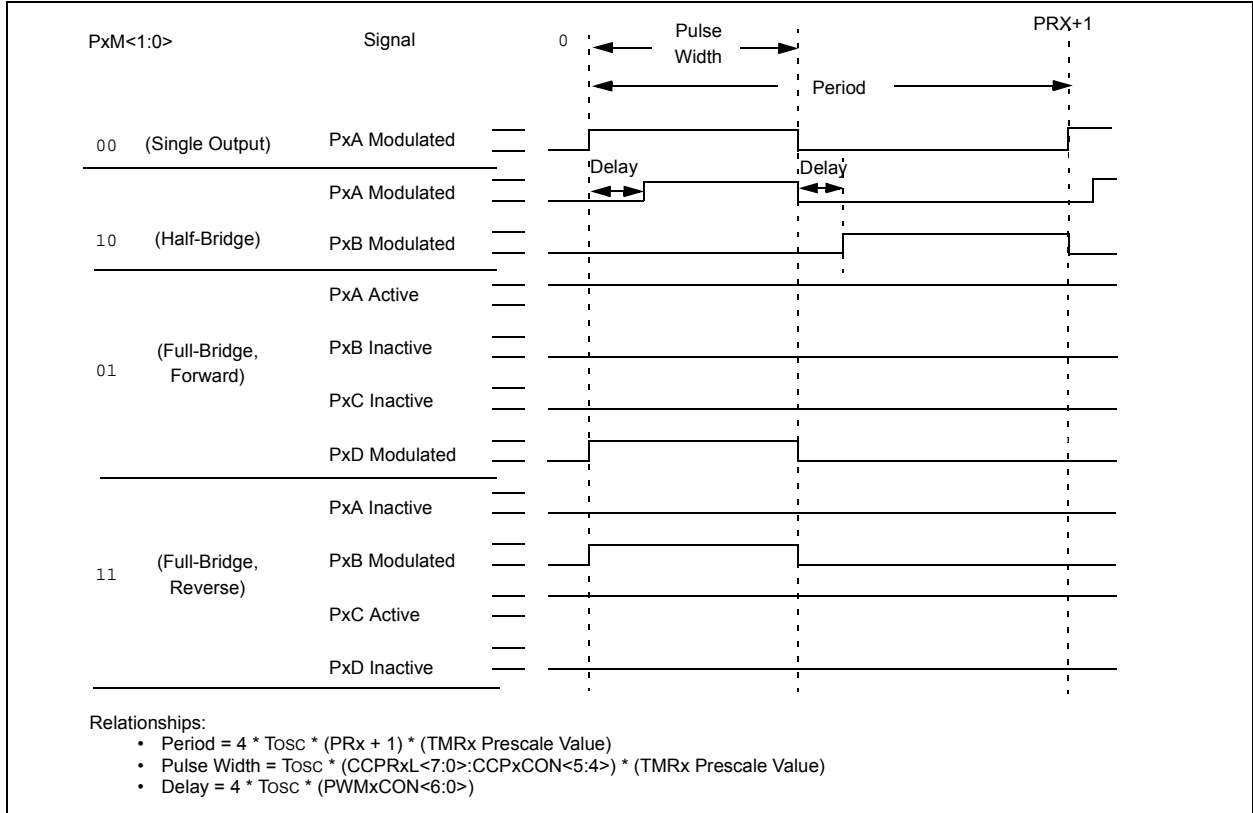 PxM<1:0> Signal 0 Pulse Width PRX+1
Period
00 (Single Output) PxA Modulated
Delay Delay
PxA Modulated
10 (Half-Bridge) PxB Modulated
PxA Active
01 (Full-Bridge, Forward) PxB Inactive
PxC Inactive
PxD Modulated
PxA Inactive
11 (Full-Bridge, Reverse) PxB Modulated
PxC Active
PxD Inactive
Relationships:
• Period = 4 * TOSC * (PRx + 1) * (TMRx Prescale Value)
• Pulse Width = TOSC * (CCPRxL<7:0>:CCPxCON<5:4>) * (TMRx Prescale Value)
• Delay = 4 * TOSC * (PWMxCON<6:0>)